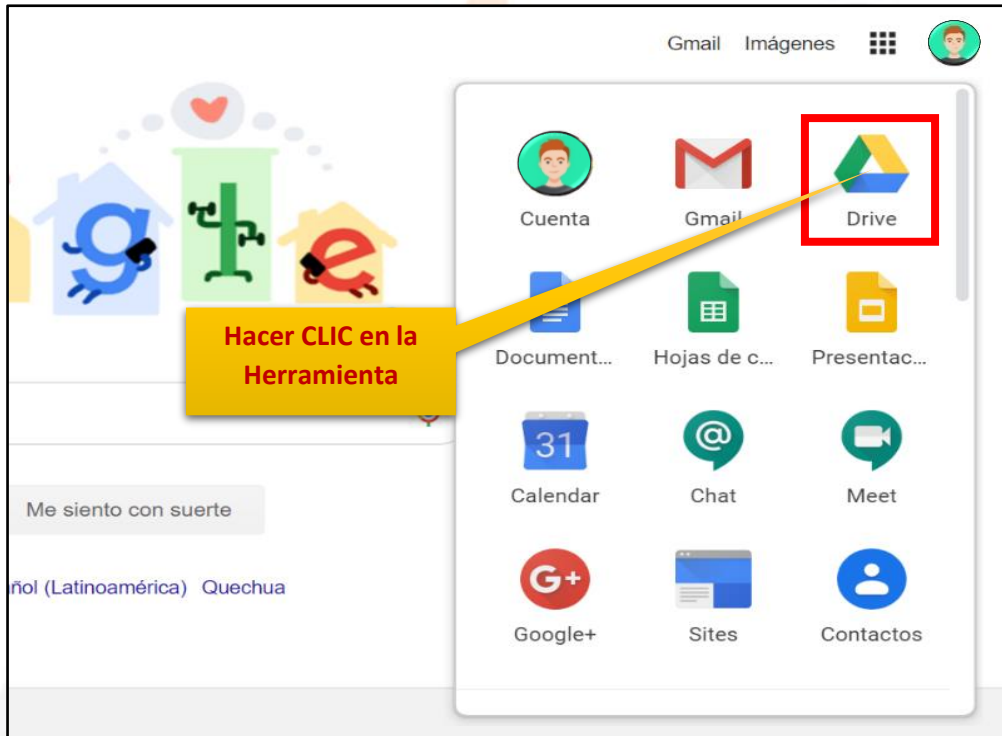 Gmail Imágenes
Cuenta Gmail Drive
Hacer CLIC en la
Herramienta
Document... Hojas de c... Presentac...
31
Calendar Chat Meet
Me siento con suerte
ñol (Latinoamérica) Quechua
G+
Google+ Sites Contactos